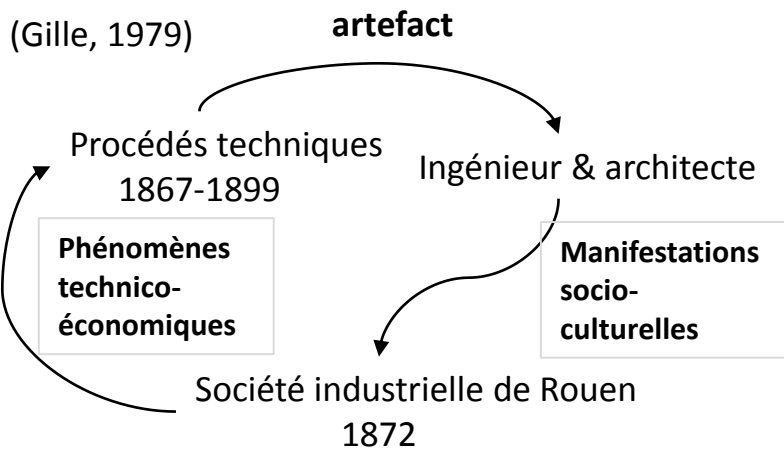 (Gille, 1979)
artefact
Procédés techniques
1867-1899
Ingénieur & architecte
Phénomènes
technico-
économiques
Manifestations
socio-
culturelles
Société industrielle de Rouen
1872